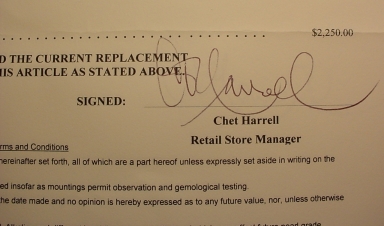 . . . . . . . . . . . . . . . . . . . . . . . . . $2,250.00
D THE CURRENT REPLACEMENT
IS ARTICLE AS STATED ABOVE.
SIGNED: C Harrell
Chet Harrell
Retail Store Manager
rms and Conditions
hereinafter set forth, all of which are a part hereof unless expressly set aside in writing on the
ed insofar as mountings permit observation and gemological testing.
the date made and no opinion is hereby expressed as to any future value, nor, unless otherwise